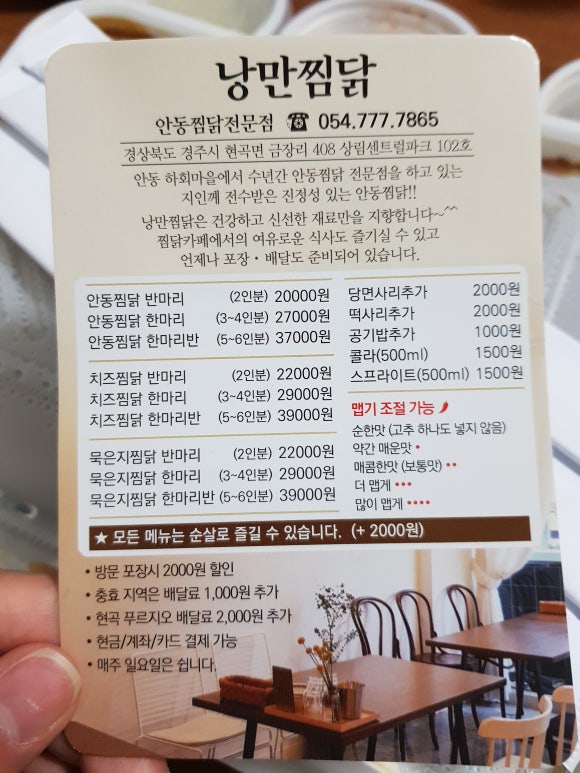 낭만찜닭
안동찜닭전문점 ☎ 054.777.7865
경상북도 경주시 현곡면 금장리 408 상림센트럴파크 102호
안동 하회마을에서 수년간 안동찜닭 전문점을 하고 있는
지인께 전수받은 진정성 있는 안동찜닭!!
낭만찜닭은 건강하고 신선한 재료만을 지향합니다~^^
찜닭카페에서의 여유로운 식사도 즐기실 수 있고
언제나 포장・배달도 준비되어 있습니다.
안동찜닭 반마리 (2인분) 20000원
안동찜닭 한마리 (3~4인분) 27000원
안동찜닭 한마리반 (5~6인분) 37000원
치즈찜닭 반마리 (2인분) 22000원
치즈찜닭 한마리 (3~4인분) 29000원
치즈찜닭 한마리반 (5~6인분) 39000원
묵은지찜닭 반마리 (2인분) 22000원
묵은지찜닭 한마리 (3~4인분) 29000원
묵은지찜닭 한마리반 (5~6인분) 39000원
당면사리추가 2000원
떡사리추가 2000원
공기밥추가 1000원
콜라(500ml) 1500원
스프라이트(500ml) 1500원
맵기 조절 가능
순한맛 (고추 하나도 넣지 않음)
약간 매운맛 •
매콤한맛 (보통맛) ••
더 맵게 •••
많이 맵게 ••••
★ 모든 메뉴는 순살로 즐길 수 있습니다. (+ 2000원)
• 방문 포장시 2000원 할인
• 충효 지역은 배달료 1,000원 추가
• 현곡 푸르지오 배달료 2,000원 추가
• 현금/계좌/카드 결제 가능
• 매주 일요일은 쉽니다.